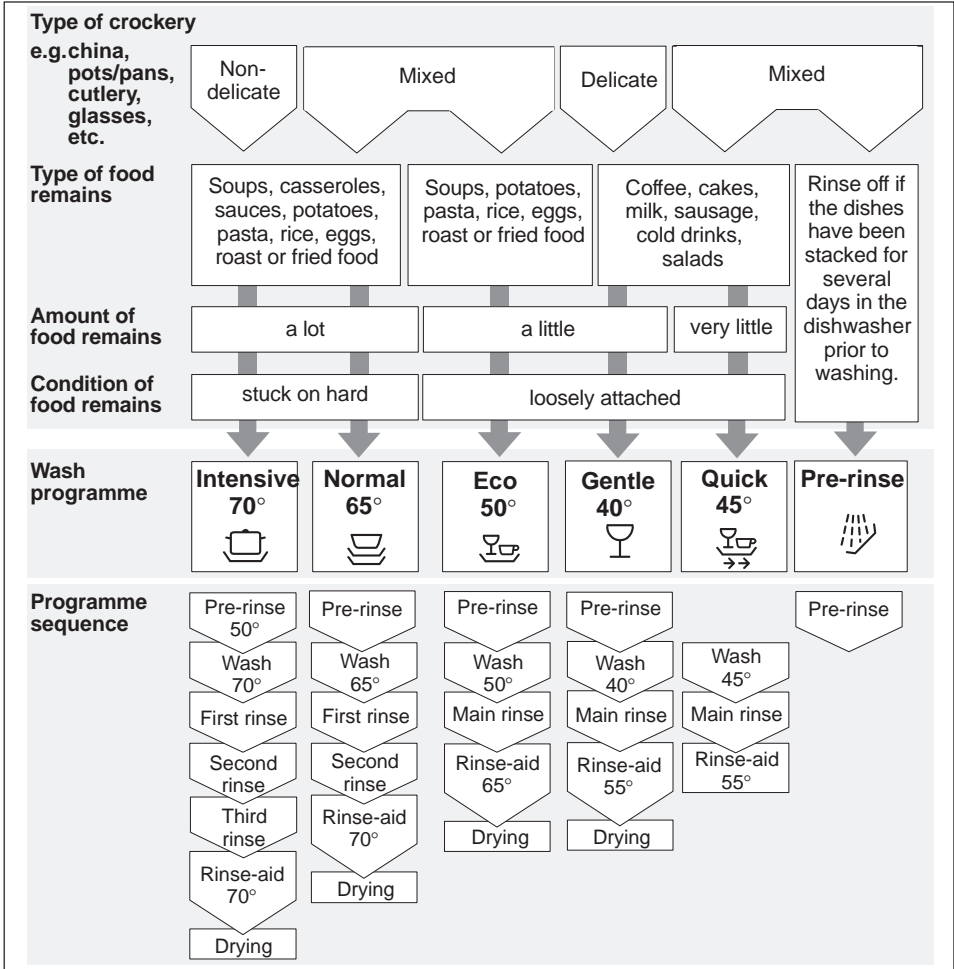 Type of crockery
e.g.china,
pots/pans,
cutlery,
glasses,
etc.
Non-
delicate
Mixed
Delicate
Mixed
Type of food
remains
Soups, casseroles,
sauces, potatoes,
pasta, rice, eggs,
roast or fried food
Soups, potatoes,
pasta, rice, eggs,
roast or fried food
Coffee, cakes,
milk, sausage,
cold drinks,
salads
Rinse off if
the dishes
have been
stacked for
several
days in the
dishwasher
prior to
washing.
Amount of
food remains
a lot
a little
very little
Condition of
food remains
stuck on hard
loosely attached
Wash
programme
Intensive
70°
Normal
65°
Eco
50°
Gentle
40°
Quick
45°
Pre-rinse
Programme
sequence
Pre-rinse
50°
Wash
70°
First rinse
Second
rinse
Third
rinse
Rinse-aid
70°
Drying
Pre-rinse
Wash
65°
First rinse
Second
rinse
Rinse-aid
70°
Drying
Pre-rinse
Wash
50°
Main rinse
Rinse-aid
65°
Drying
Pre-rinse
Wash
40°
Main rinse
Rinse-aid
55°
Drying
Wash
45°
Main rinse
Rinse-aid
55°
Pre-rinse